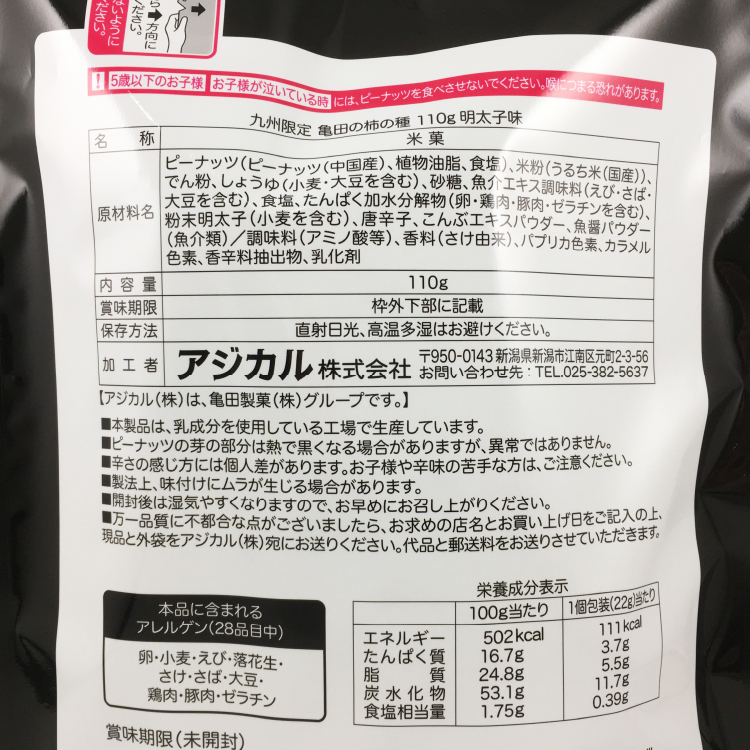 ら➡方向に
ないように ください。
ださい。
! 5歳以下のお子様 お子様が泣いている時 には、ピーナッツを食べさせないでください。喉につまる恐れがあります。
九州限定 亀田の柿の種 110g 明太子味
名称 米菓
原材料名 ピーナッツ(ピーナッツ(中国産)、植物油脂、食塩)、米粉(うるち米(国産))、
でん粉、しょうゆ(小麦・大豆を含む)、砂糖、魚介エキス調味料(えび・さば・
大豆を含む)、食塩、たんぱく加水分解物(卵・鶏肉・豚肉・ゼラチンを含む)、
粉末明太子(小麦を含む)、唐辛子、こんぶエキスパウダー、魚醤パウダー
(魚介類)/調味料(アミノ酸等)、香料(さけ由来)、パプリカ色素、カラメル
色素、香辛料抽出物、乳化剤
内容量 110g
賞味期限 枠外下部に記載
保存方法 直射日光、高温多湿はお避けください。
加工者 アジカル株式会社 〒950-0143 新潟県新潟市江南区元町2-3-56
お問い合わせ先:TEL.025-382-5637
【アジカル(株)は、亀田製菓(株)グループです。】
■本製品は、乳成分を使用している工場で生産しています。
■ピーナッツの芽の部分は熱で黒くなる場合がありますが、異常ではありません。
■辛さの感じ方には個人差があります。お子様や辛味の苦手な方は、ご注意ください。
■製法上、味付けにムラが生じる場合があります。
■開封後は湿気やすくなりますので、お早めにお召し上がりください。
■万一品質に不都合な点がございましたら、お求めの店名とお買い上げ日をご記入の上、
現品と外袋をアジカル(株)宛にお送りください。代品と郵送料をお送りさせていただきます。
本品に含まれる
アレルゲン(28品目中)
卵・小麦・えび・落花生・
さけ・さば・大豆・
鶏肉・豚肉・ゼラチン
栄養成分表示
100g当たり 1個包装(22g)当たり
エネルギー 502kcal 111kcal
たんぱく質 16.7g 3.7g
脂質 24.8g 5.5g
炭水化物 53.1g 11.7g
食塩相当量 1.75g 0.39g
賞味期限(未開封)